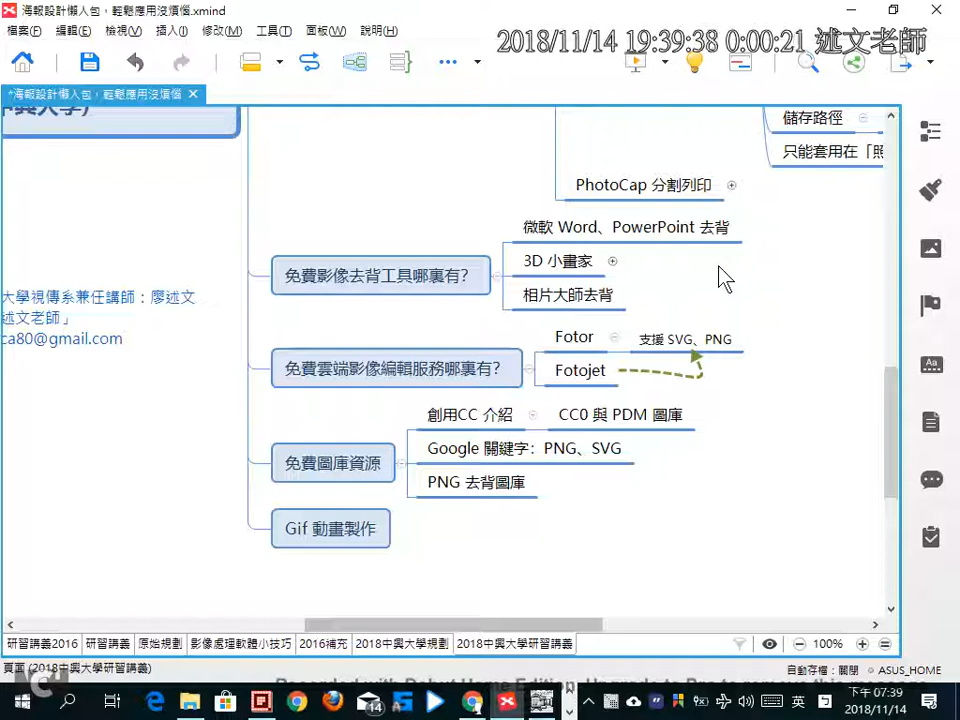 海報設計懶人包，輕鬆應用沒煩惱.xmind
檔案(F) 編輯(E) 檢視(V) 插入(I) 修改(M) 工具(T) 面板(W) 說明(H)
2018/11/14 19:39:38 0:00:21 述文老師
*海報設計懶人包，輕鬆應用沒煩惱
中興大學)
儲存路徑
只能套用在「照
PhotoCap 分割列印
微軟 Word、PowerPoint 去背
免費影像去背工具哪裏有?
3D 小畫家
相片大師去背
大學視傳系兼任講師：廖述文
述文老師」
ca80@gmail.com
免費雲端影像編輯服務哪裏有?
Fotor
支援 SVG、PNG
Fotojet
創用CC 介紹
CC0 與 PDM 圖庫
免費圖庫資源
Google 關鍵字：PNG、SVG
PNG 去背圖庫
Gif 動畫製作
研習講義2016 研習講義 原始規劃 影像處理軟體小技巧 2016補充 2018中興大學規劃 2018中興大學研習講義
100%
頁面 (2018中興大學研習講義)
自動存檔：關閉 ASUS_HOME
14
英
下午 07:39
2018/11/14